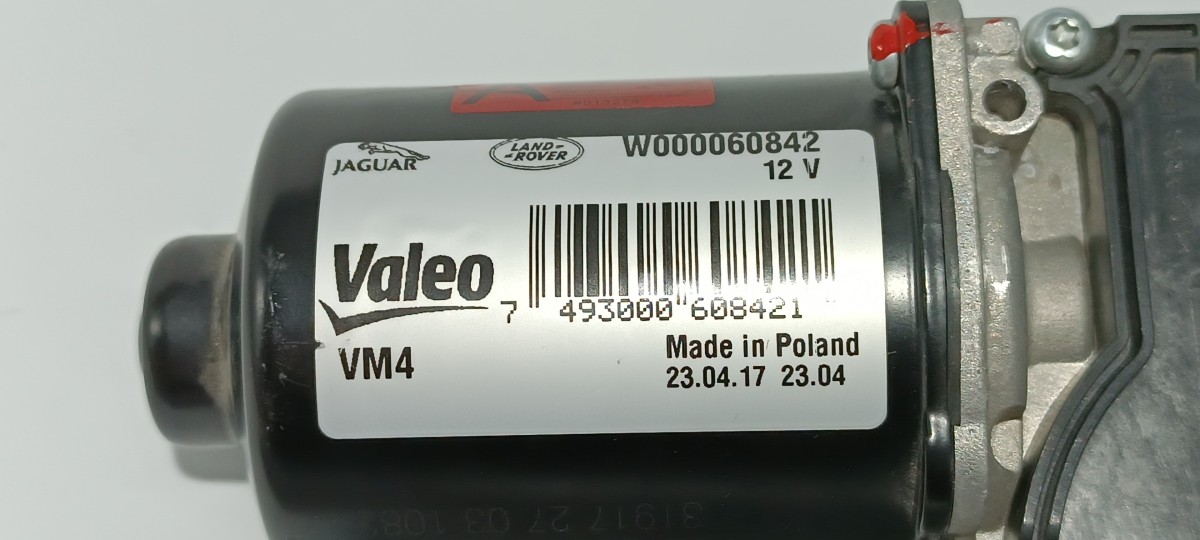 JAGUAR
LAND-
-ROVER
W000060842
12 V
Valeo
7 493000 608421
VM4
Made in Poland
23.04.17 23.04